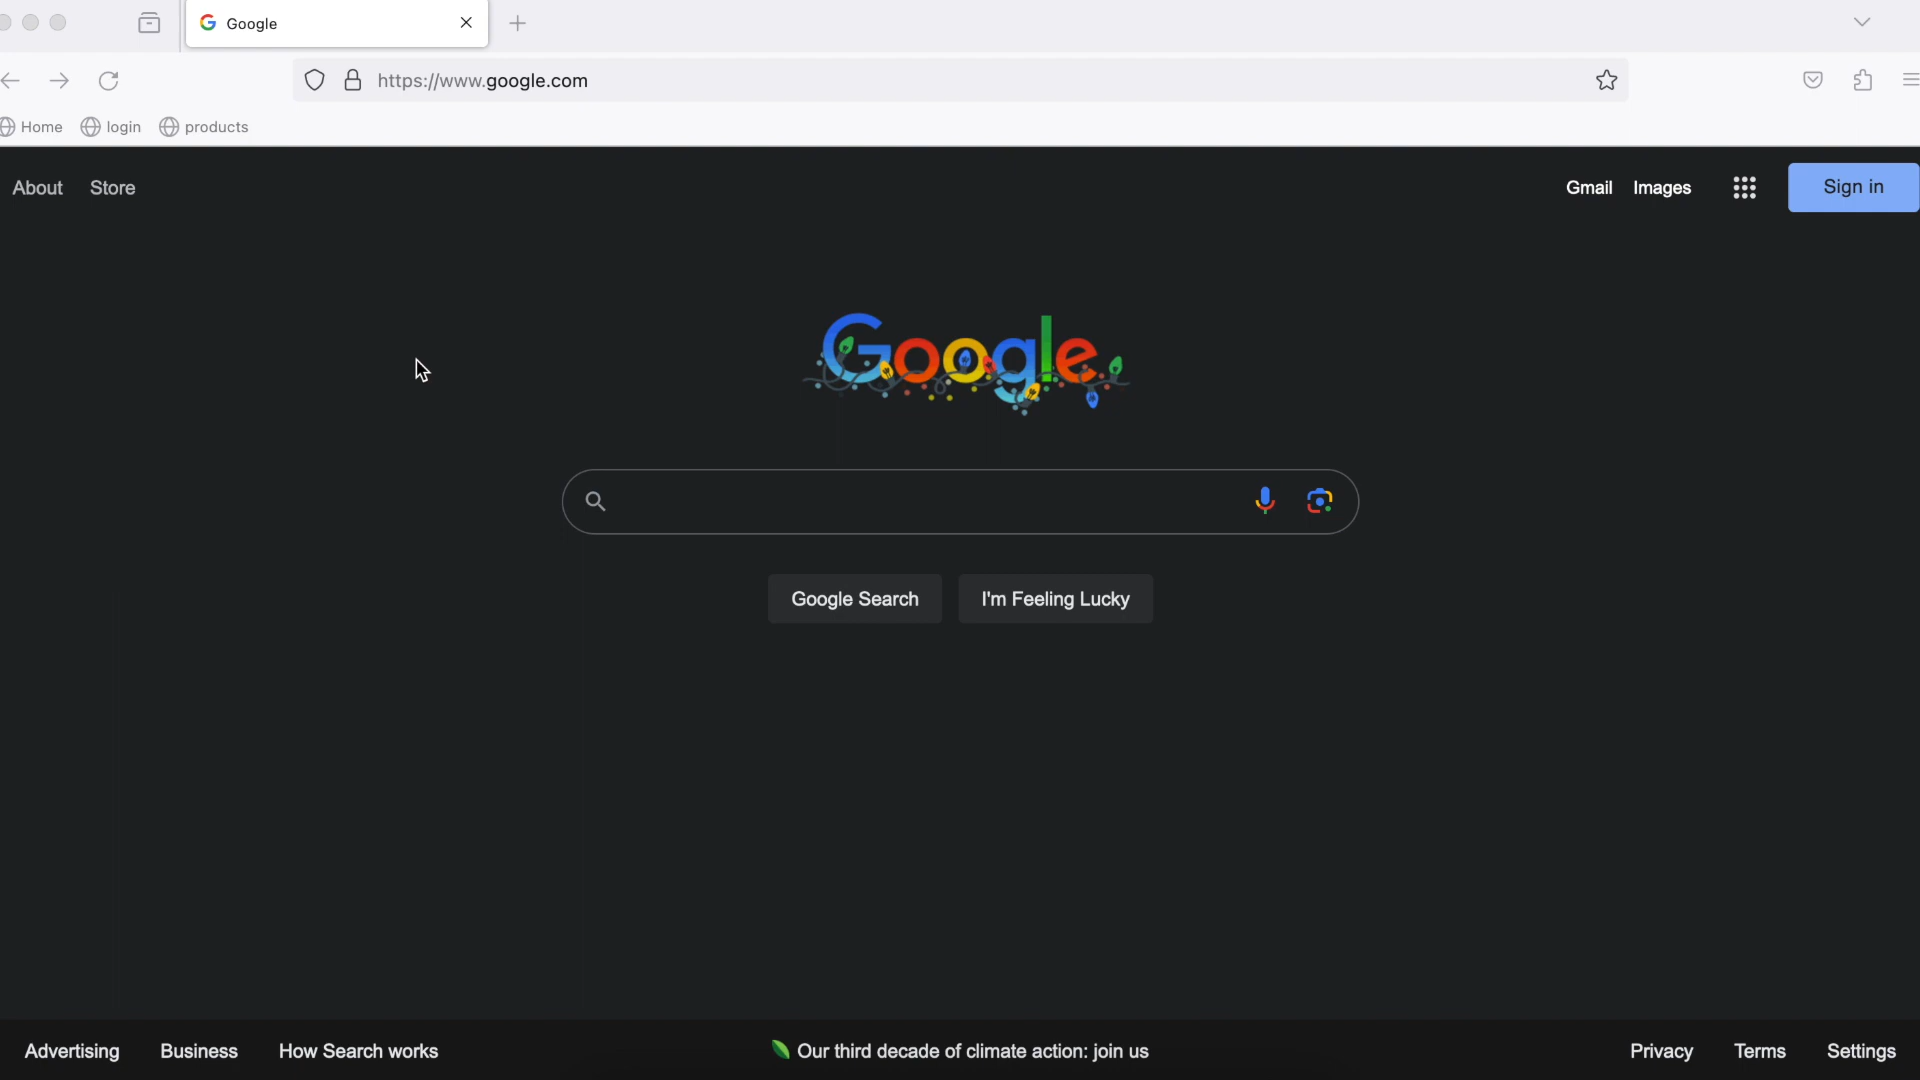 Google
https://www.google.com
Home login products
About Store Gmail Images Sign in
Google
Google Search I'm Feeling Lucky
Advertising Business How Search works Our third decade of climate action: join us Privacy Terms Settings